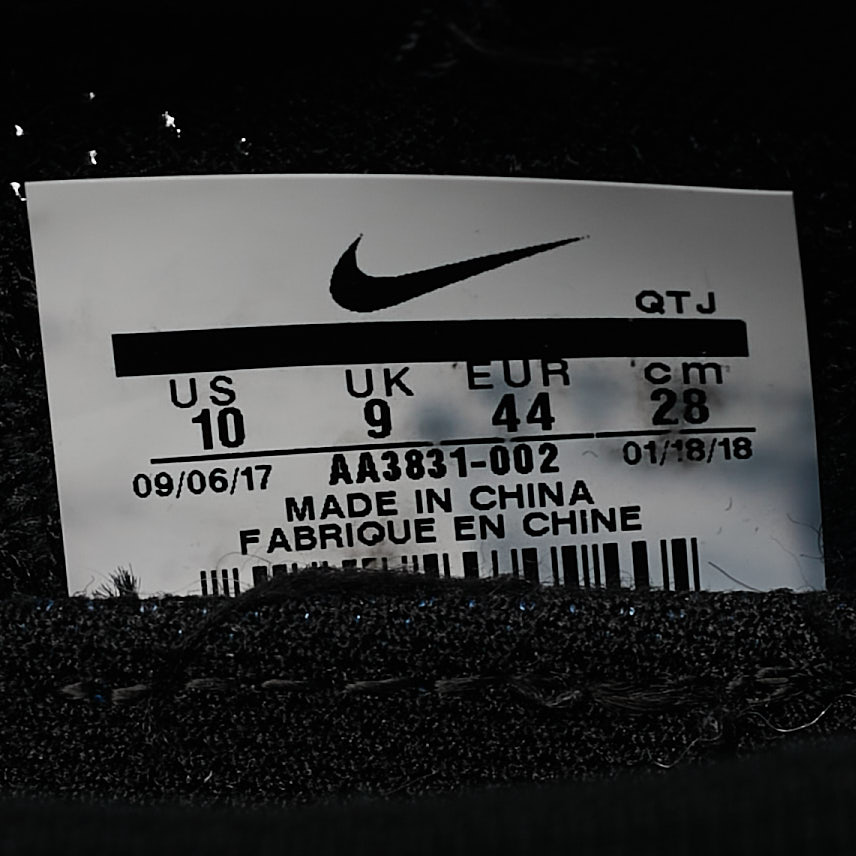 QTJ
US UK EUR cm
10 9 44 28
09/06/17 AA3831-002 01/18/18
MADE IN CHINA
FABRIQUE EN CHINE